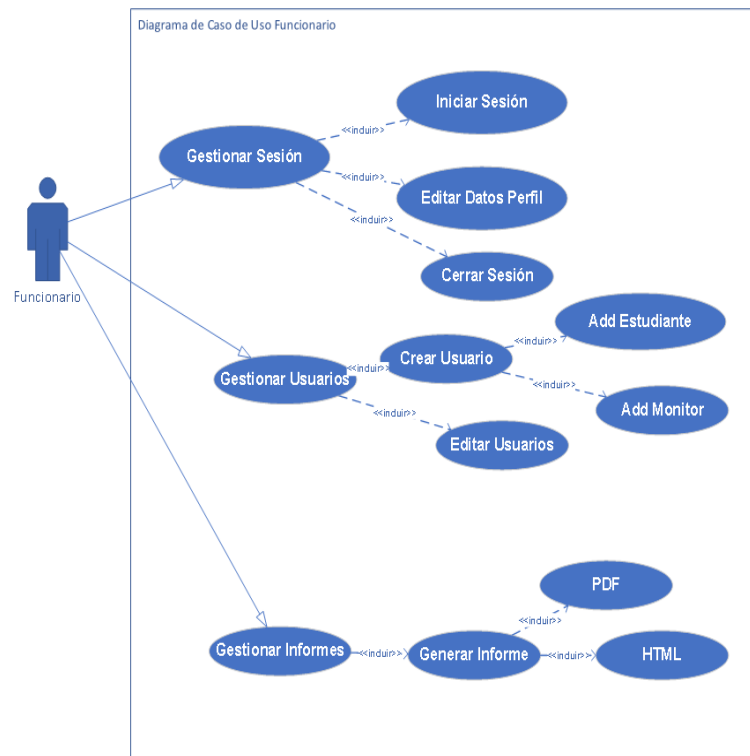 Diagrama de Caso de Uso Funcionario
Iniciar Sesión
<<incluir>>
Gestionar Sesión
<<incluir>>
Editar Datos Perfil
<<incluir>>
Cerrar Sesión
Funcionario
Add Estudiante
<<incluir>>
Crear Usuario
<<incluir>>
Gestionar Usuarios
<<incluir>>
Add Monitor
<<incluir>>
Editar Usuarios
PDF
<<incluir>>
Gestionar Informes
<<incluir>>
Generar Informe
<<incluir>>
HTML